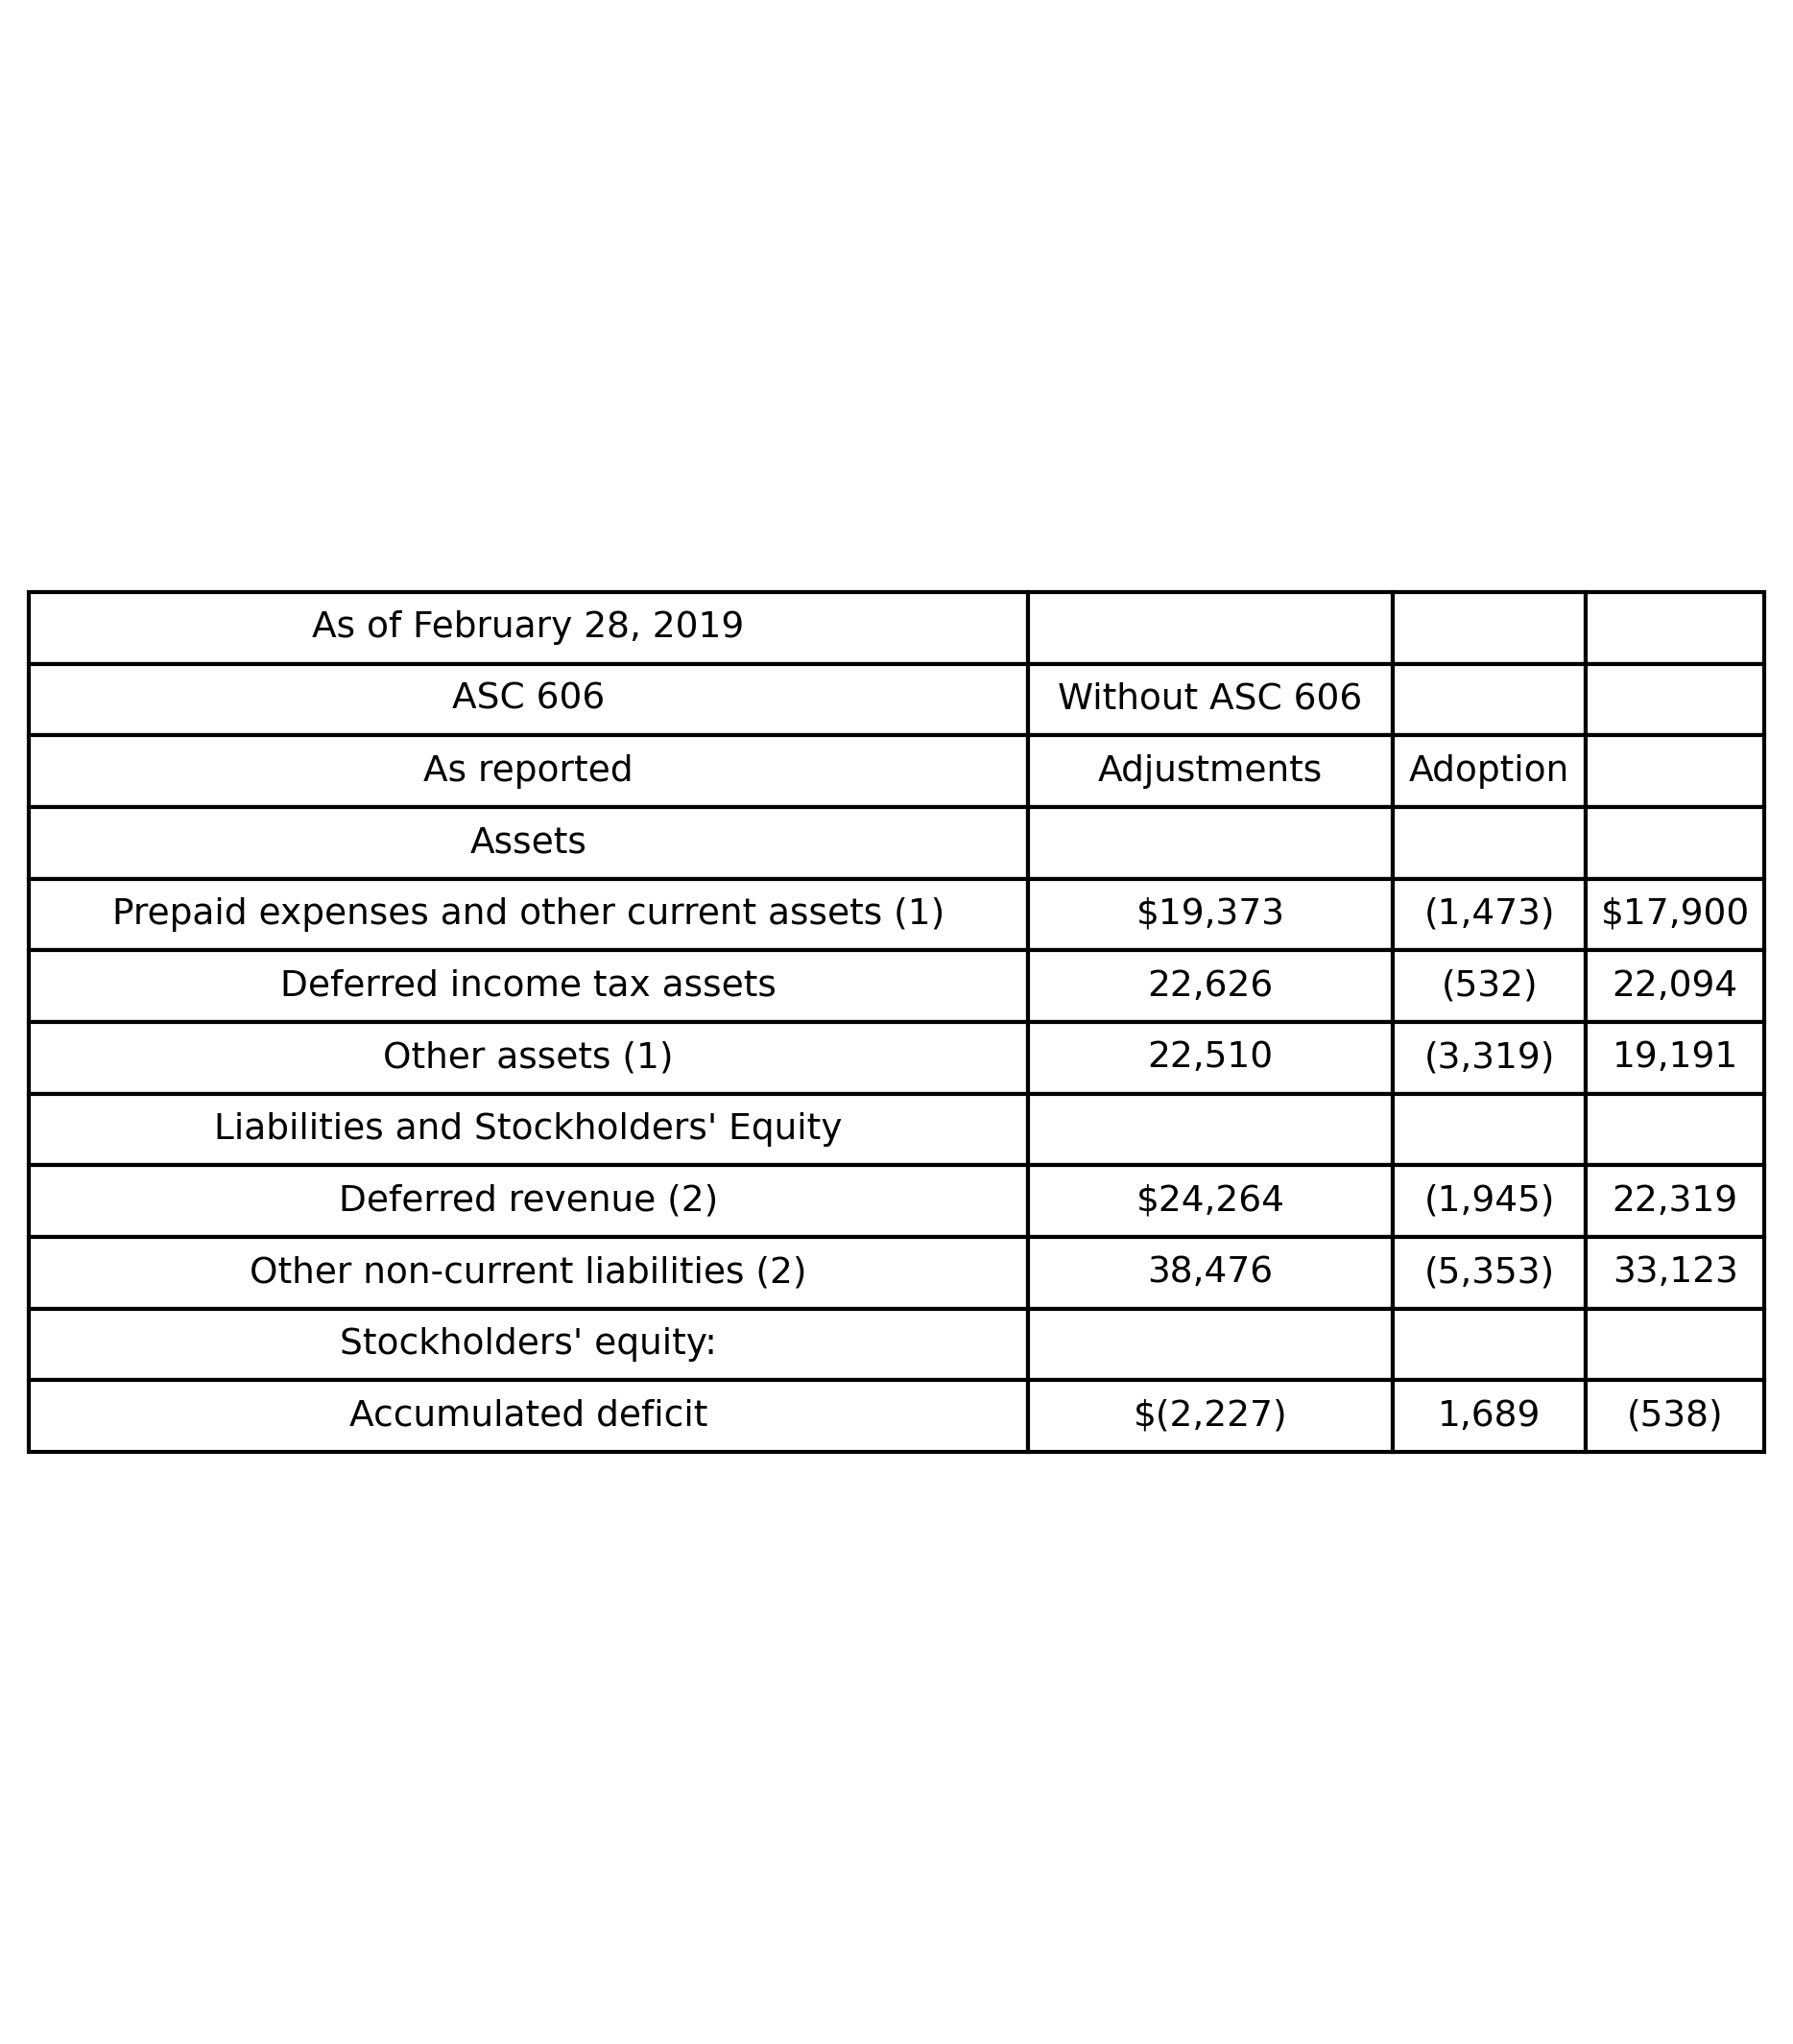 As of February 28, 2019
ASC 606 Without ASC 606
As reported Adjustments Adoption
Assets
Prepaid expenses and other current assets (1) $19,373 (1,473) $17,900
Deferred income tax assets 22,626 (532) 22,094
Other assets (1) 22,510 (3,319) 19,191
Liabilities and Stockholders' Equity
Deferred revenue (2) $24,264 (1,945) 22,319
Other non-current liabilities (2) 38,476 (5,353) 33,123
Stockholders' equity:
Accumulated deficit $(2,227) 1,689 (538)